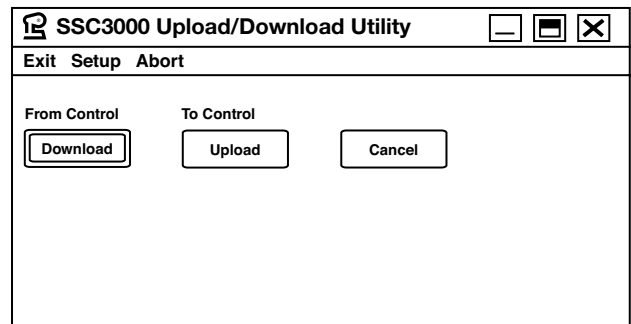 SSC3000 Upload/Download Utility
Exit Setup Abort
From Control To Control
Download Upload Cancel